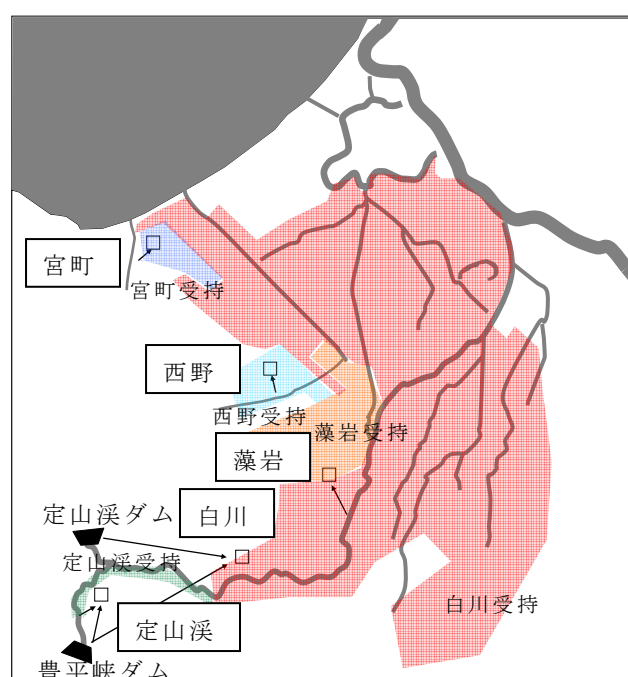 宮町
宮町受持
西野
西野受持
藻岩受持
藻岩
白川
定山渓ダム
定山渓受持
白川受持
定山渓
豊平峡ダム